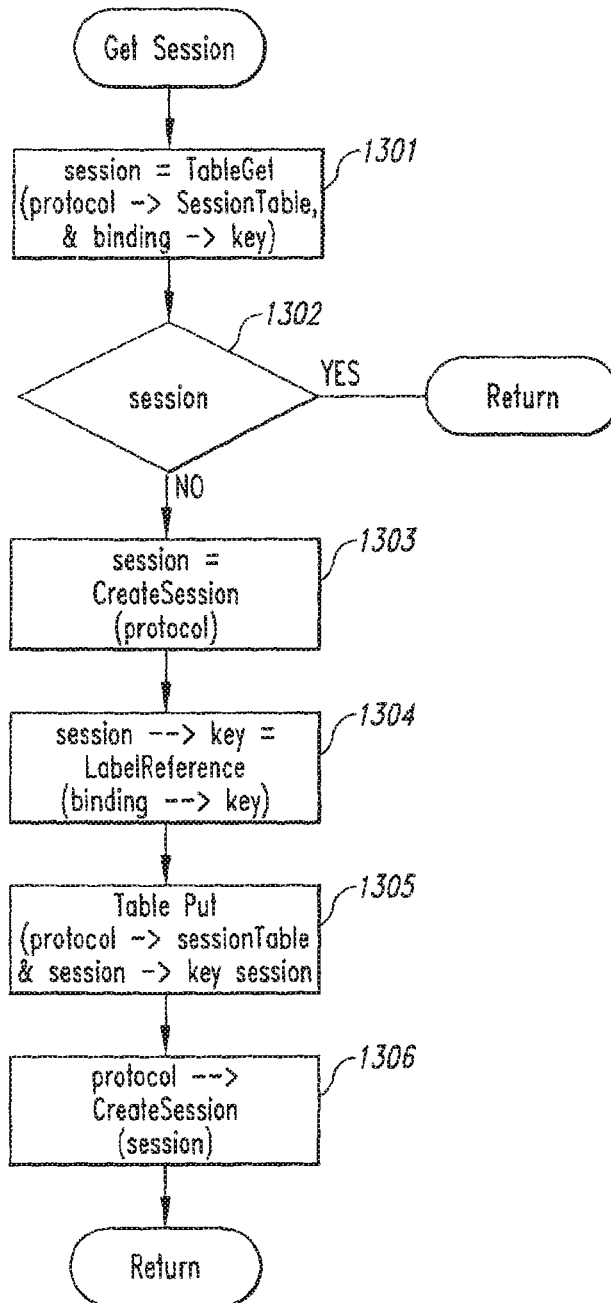 Get Session
1301
session = TableGet
(protocol -> SessionTable,
& binding -> key)
1302
session
YES
Return
NO
1303
session =
CreateSession
(protocol)
1304
session --> key =
LabelReference
(binding --> key)
1305
Table Put
(protocol -> sessionTable
& session -> key session
1306
protocol -->
CreateSession
(session)
Return